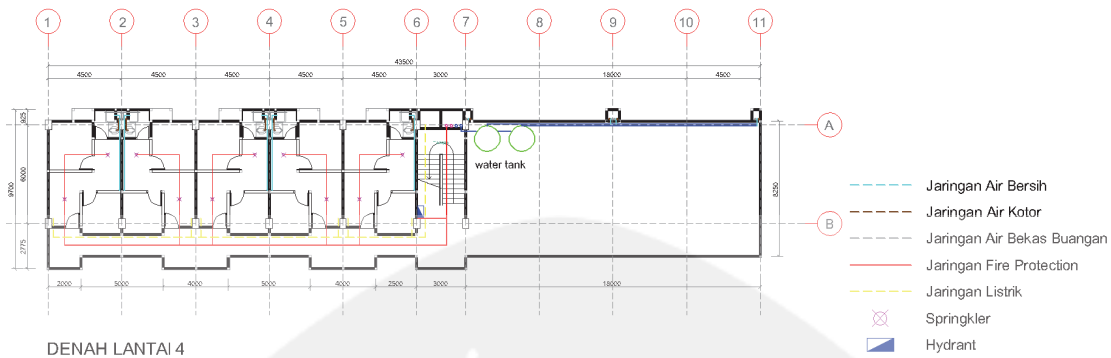 1 2 3 4 5 6 7 8 9 10 11
43500
4500 4500 4500 4500 4500 3000 18000 4500
925
6000
9700
2775
8250
A
B
water tank
2000 5000 4000 5000 4000 2500 3000 18000
Jaringan Air Bersih
Jaringan Air Kotor
Jaringan Air Bekas Buangan
Jaringan Fire Protection
Jaringan Listrik
Springkler
Hydrant
DENAH LANTAI 4